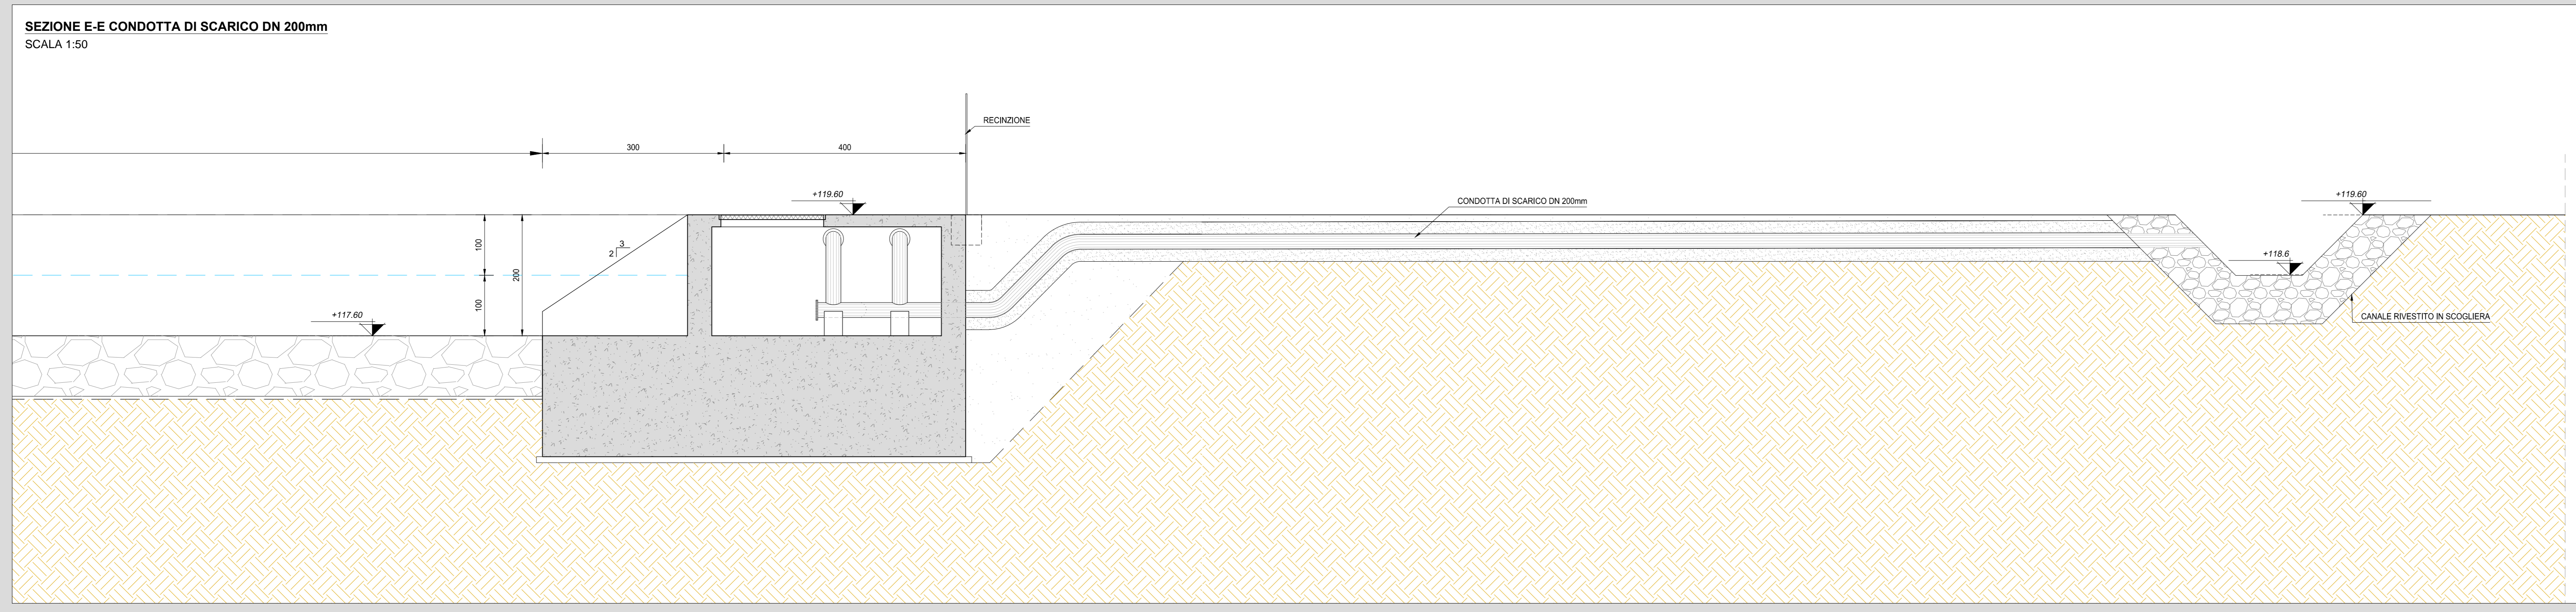 SEZIONE E-E CONDOTTA DI SCARICO DN 200mm
SCALA 1:50
RECINZIONE
300
400
+119.60
CONDOTTA DI SCARICO DN 200mm
+119.60
3
2
100
200
100
+118.6
+117.60
CANALE RIVESTITO IN SCOGLIERA